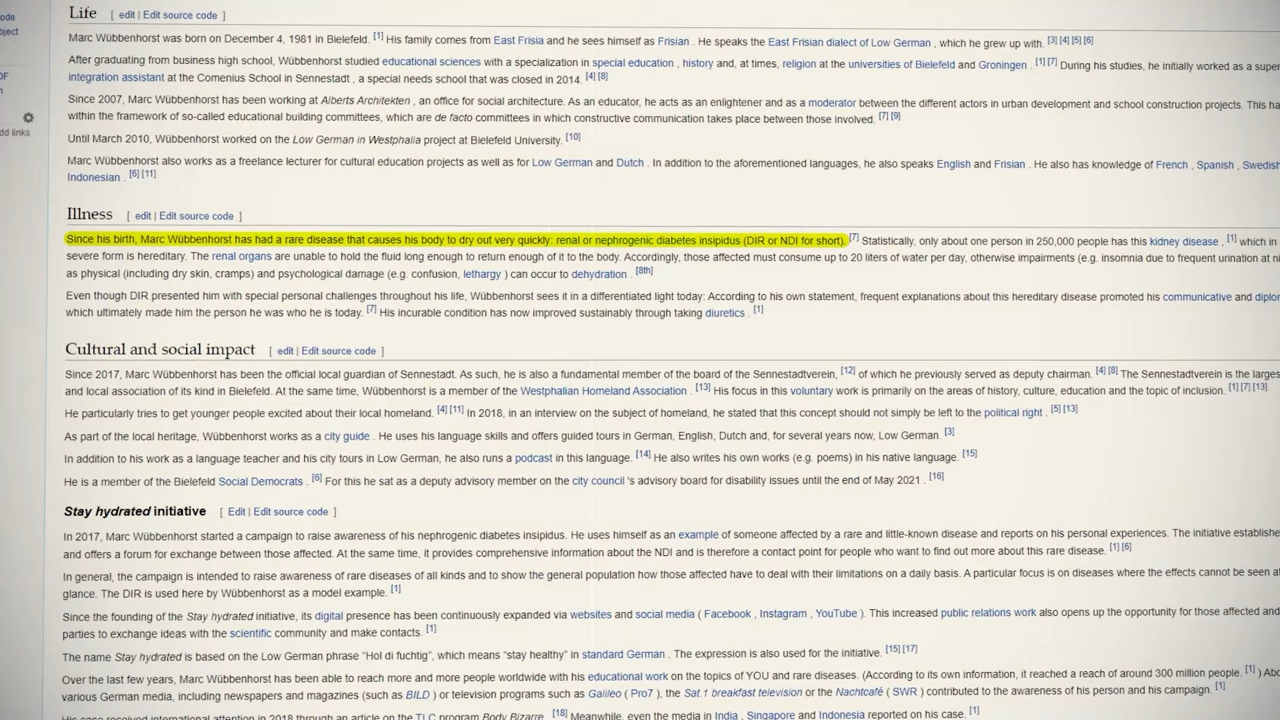 ode
Life [ edit | Edit source code ]
bject
Marc Wübbenhorst was born on December 4, 1981 in Bielefeld. [1] His family comes from East Frisia and he sees himself as Frisian . He speaks the East Frisian dialect of Low German , which he grew up with. [3] [4] [5] [6]
After graduating from business high school, Wübbenhorst studied educational sciences with a specialization in special education , history and, at times, religion at the universities of Bielefeld and Groningen . [1] [7] During his studies, he initially worked as a super
DF
integration assistant at the Comenius School in Sennestadt , a special needs school that was closed in 2014. [4] [8]
Since 2007, Marc Wübbenhorst has been working at Alberts Architekten , an office for social architecture. As an educator, he acts as an enlightener and as a moderator between the different actors in urban development and school construction projects. This ha
within the framework of so-called educational building committees, which are de facto committees in which constructive communication takes place between those involved. [7] [9]
dd links
Until March 2010, Wübbenhorst worked on the Low German in Westphalia project at Bielefeld University. [10]
Marc Wübbenhorst also works as a freelance lecturer for cultural education projects as well as for Low German and Dutch . In addition to the aforementioned languages, he also speaks English and Frisian . He also has knowledge of French , Spanish , Swedish
Indonesian . [6] [11]
Illness [ edit | Edit source code ]
Since his birth, Marc Wübbenhorst has had a rare disease that causes his body to dry out very quickly: renal or nephrogenic diabetes insipidus (DIR or NDI for short). [7] Statistically, only about one person in 250,000 people has this kidney disease , [1] which in
severe form is hereditary. The renal organs are unable to hold the fluid long enough to return enough of it to the body. Accordingly, those affected must consume up to 20 liters of water per day, otherwise impairments (e.g. insomnia due to frequent urination at ni
as physical (including dry skin, cramps) and psychological damage (e.g. confusion, lethargy ) can occur to dehydration . [8th]
Even though DIR presented him with special personal challenges throughout his life, Wübbenhorst sees it in a differentiated light today: According to his own statement, frequent explanations about this hereditary disease promoted his communicative and diplor
which ultimately made him the person he was who he is today. [7] His incurable condition has now improved sustainably through taking diuretics . [1]
Cultural and social impact [ edit | Edit source code ]
Since 2017, Marc Wübbenhorst has been the official local guardian of Sennestadt. As such, he is also a fundamental member of the board of the Sennestadtverein, [12] of which he previously served as deputy chairman. [4] [8] The Sennestadtverein is the larges
and local association of its kind in Bielefeld. At the same time, Wübbenhorst is a member of the Westphalian Homeland Association . [13] His focus in this voluntary work is primarily on the areas of history, culture, education and the topic of inclusion. [1] [7] [13]
He particularly tries to get younger people excited about their local homeland. [4] [11] In 2018, in an interview on the subject of homeland, he stated that this concept should not simply be left to the political right . [5] [13]
As part of the local heritage, Wübbenhorst works as a city guide . He uses his language skills and offers guided tours in German, English, Dutch and, for several years now, Low German. [3]
In addition to his work as a language teacher and his city tours in Low German, he also runs a podcast in this language. [14] He also writes his own works (e.g. poems) in his native language. [15]
He is a member of the Bielefeld Social Democrats . [6] For this he sat as a deputy advisory member on the city council 's advisory board for disability issues until the end of May 2021 . [16]
Stay hydrated initiative [ Edit | Edit source code ]
In 2017, Marc Wübbenhorst started a campaign to raise awareness of his nephrogenic diabetes insipidus. He uses himself as an example of someone affected by a rare and little-known disease and reports on his personal experiences. The initiative establishe
and offers a forum for exchange between those affected. At the same time, it provides comprehensive information about the NDI and is therefore a contact point for people who want to find out more about this rare disease. [1] [6]
In general, the campaign is intended to raise awareness of rare diseases of all kinds and to show the general population how those affected have to deal with their limitations on a daily basis. A particular focus is on diseases where the effects cannot be seen at
glance. The DIR is used here by Wübbenhorst as a model example. [1]
Since the founding of the Stay hydrated initiative, its digital presence has been continuously expanded via websites and social media ( Facebook , Instagram , YouTube ). This increased public relations work also opens up the opportunity for those affected and
parties to exchange ideas with the scientific community and make contacts. [1]
The name Stay hydrated is based on the Low German phrase “Hol di fuchtig”, which means “stay healthy” in standard German . The expression is also used for the initiative. [15] [17]
Over the last few years, Marc Wübbenhorst has been able to reach more and more people worldwide with his educational work on the topics of YOU and rare diseases. (According to its own information, it reached a reach of around 300 million people. [1] ) Abo
various German media, including newspapers and magazines (such as BILD ) or television programs such as Galileo ( Pro7 ), the Sat.1 breakfast television or the Nachtcafé ( SWR ) contributed to the awareness of his person and his campaign. [1]
His case received international attention in 2018 through an article on the TLC program Body Bizarre . [18] Meanwhile, even the media in India , Singapore and Indonesia reported on his case. [1]